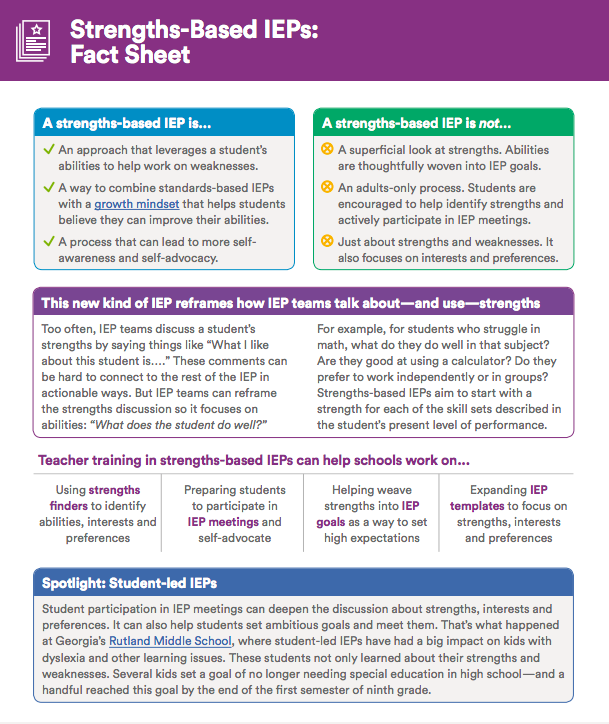 Strengths-Based IEPs:
Fact Sheet
A strengths-based IEP is...
An approach that leverages a student's
abilities to help work on weaknesses.
A way to combine standards-based IEPs
with a growth mindset that helps students
believe they can improve their abilities.
A process that can lead to more self-
awareness and self-advocacy.
A strengths-based IEP is not...
A superficial look at strengths. Abilities
are thoughtfully woven into IEP goals.
An adults-only process. Students are
encouraged to help identify strengths and
actively participate in IEP meetings.
Just about strengths and weaknesses. It
also focuses on interests and preferences.
This new kind of IEP reframes how IEP teams talk about—and use—strengths
Too often, IEP teams discuss a student's
strengths by saying things like "What I like
about this student is...." These comments can
be hard to connect to the rest of the IEP in
actionable ways. But IEP teams can reframe
the strengths discussion so it focuses on
abilities: "What does the student do well?"
For example, for students who struggle in
math, what do they do well in that subject?
Are they good at using a calculator? Do they
prefer to work independently or in groups?
Strengths-based IEPs aim to start with a
strength for each of the skill sets described in
the student's present level of performance.
Teacher training in strengths-based IEPs can help schools work on...
Using strengths
finders to identify
abilities, interests and
preferences
Preparing students
to participate in
IEP meetings and
self-advocate
Helping weave
strengths into IEP
goals as a way to set
high expectations
Expanding IEP
templates to focus on
strengths, interests
and preferences
Spotlight: Student-led IEPs
Student participation in IEP meetings can deepen the discussion about strengths, interests and
preferences. It can also help students set ambitious goals and meet them. That's what happened
at Georgia's Rutland Middle School, where student-led IEPs have had a big impact on kids with
dyslexia and other learning issues. These students not only learned about their strengths and
weaknesses. Several kids set a goal of no longer needing special education in high school—and a
handful reached this goal by the end of the first semester of ninth grade.